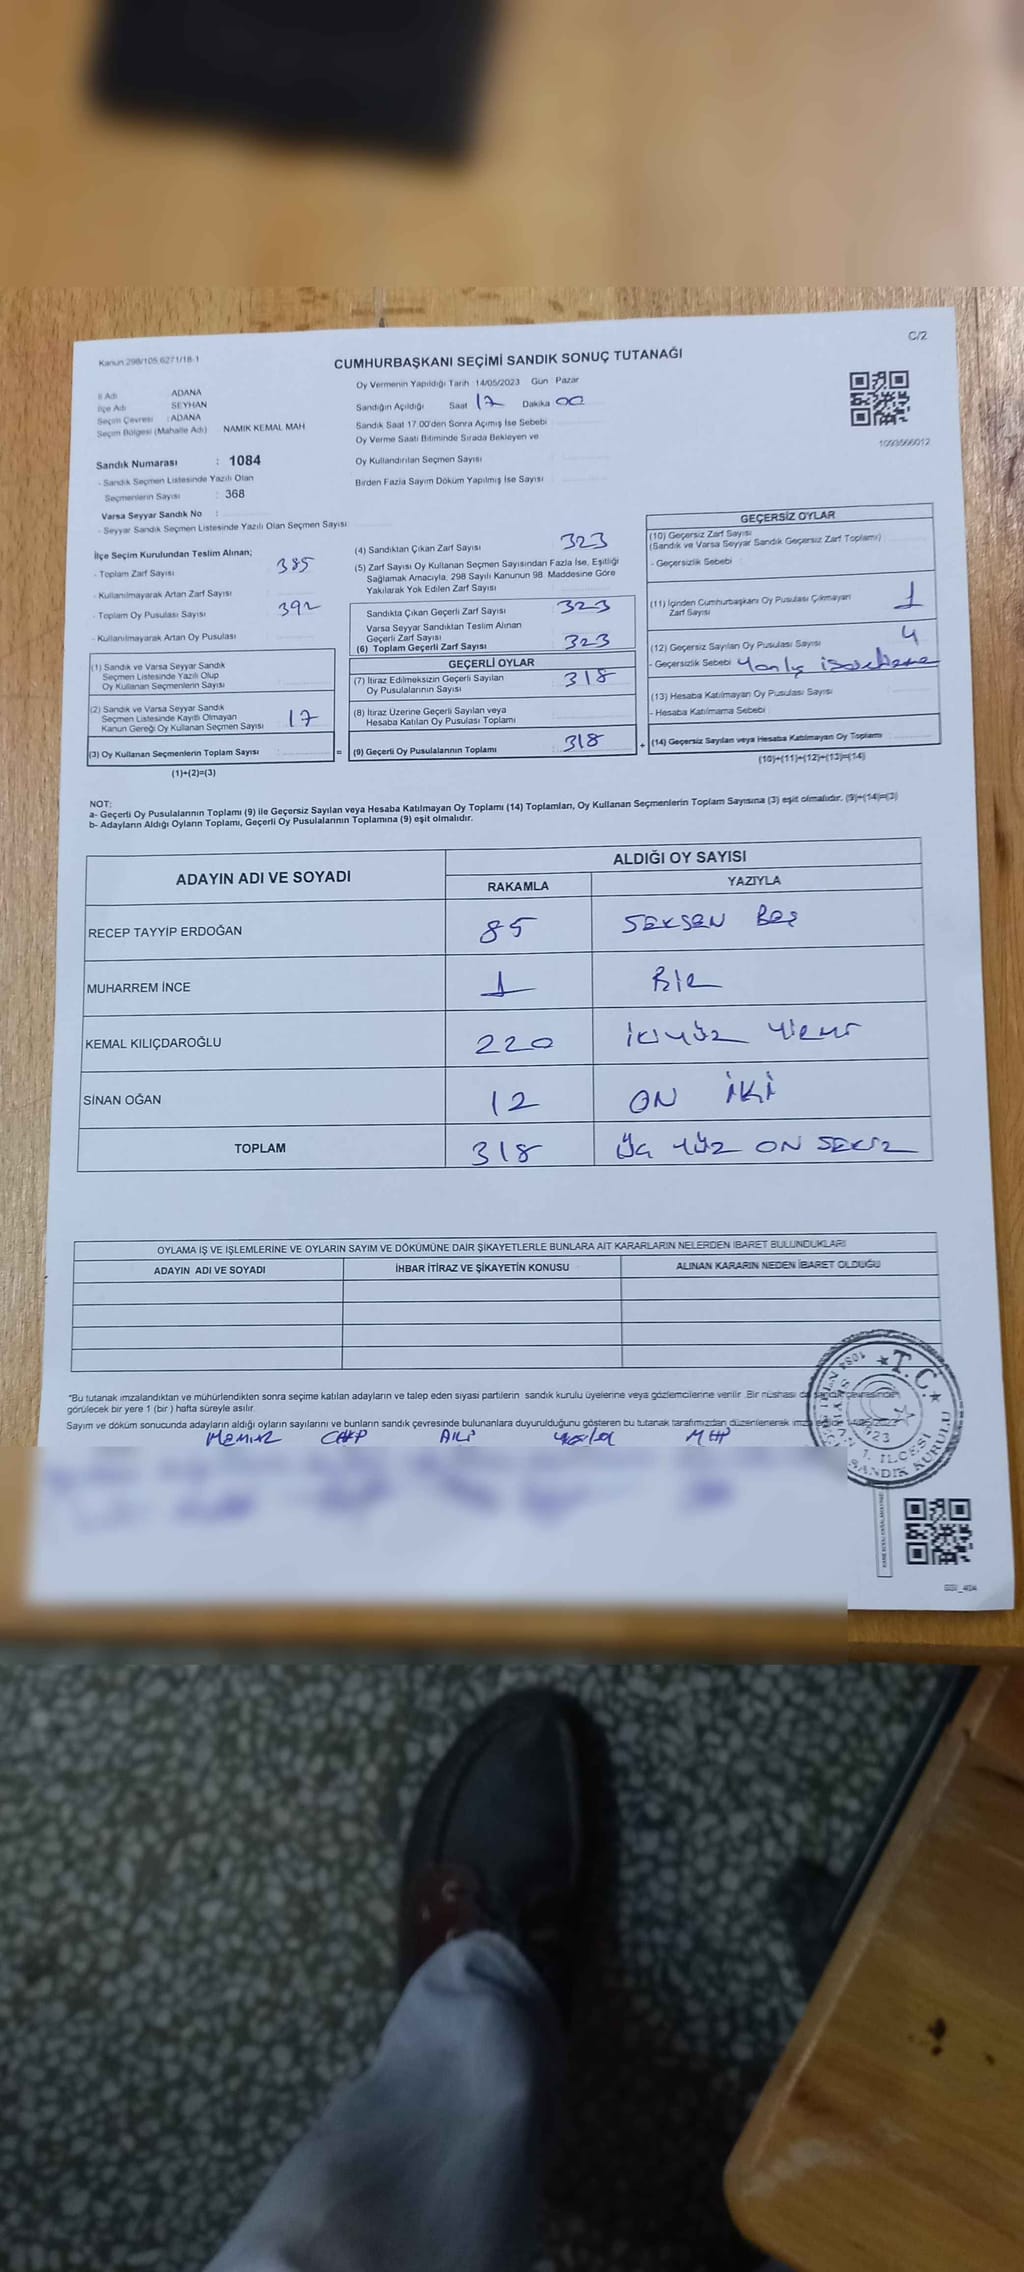 C/2
Kanun 298/105 6271/18-1
CUMHURBAŞKANI SEÇİMİ SANDIK SONUÇ TUTANAĞI
İl Adı ADANA
İlçe Adı SEYHAN
Seçim Çevresi : ADANA
Seçim Bölgesi (Mahalle Adı) NAMIK KEMAL MAH
Oy Vermenin Yapıldığı Tarih 14/05/2023 Gün Pazar
Sandığın Açıldığı Saat 17 Dakika 00
Sandık Saat 17.00'den Sonra Açımış İse Sebebi
Oy Verme Saati Bitiminde Sırada Bekleyen ve
Oy Kullandırılan Seçmen Sayısı
Birden Fazla Sayım Döküm Yapılmış İse Sayısı
1093566012
Sandık Numarası : 1084
- Sandık Seçmen Listesinde Yazılı Olan
Seçmenlerin Sayısı : 368
Varsa Seyyar Sandık No :
- Seyyar Sandık Seçmen Listesinde Yazılı Olan Seçmen Sayısı
İlçe Seçim Kurulundan Teslim Alınan;
- Toplam Zarf Sayısı 385
- Kullanılmayarak Artan Zarf Sayısı
- Toplam Oy Pusulası Sayısı 392
- Kullanılmayarak Artan Oy Pusulası
(1) Sandık ve Varsa Seyyar Sandık
Seçmen Listesinde Yazılı Olup
Oy Kullanan Seçmenlerin Sayısı
(2) Sandık ve Varsa Seyyar Sandık
Seçmen Listesinde Kayıtlı Olmayan
Kanun Gereği Oy Kullanan Seçmen Sayısı 17
(3) Oy Kullanan Seçmenlerin Toplam Sayısı =
(1)+(2)=(3)
(4) Sandıktan Çıkan Zarf Sayısı 323
(5) Zarf Sayısı Oy Kullanan Seçmen Sayısından Fazla İse, Eşitliği
Sağlamak Amacıyla, 298 Sayılı Kanunun 98. Maddesine Göre
Yakılarak Yok Edilen Zarf Sayısı
Sandıkta Çıkan Geçerli Zarf Sayısı 323
Varsa Seyyar Sandıktan Teslim Alınan
Geçerli Zarf Sayısı
(6) Toplam Geçerli Zarf Sayısı 323
GEÇERLİ OYLAR
(7) İtiraz Edilmeksizin Geçerli Sayılan
Oy Pusulalarının Sayısı 318
(8) İtiraz Üzerine Geçerli Sayılan veya
Hesaba Katılan Oy Pusulası Toplamı
(9) Geçerli Oy Pusulalarının Toplamı 318 +
GEÇERSİZ OYLAR
(10) Geçersiz Zarf Sayısı
(Sandık ve Varsa Seyyar Sandık Geçersiz Zarf Toplamı)
- Geçersizlik Sebebi
(11) İçinden Cumhurbaşkanı Oy Pusulası Çıkmayan
Zarf Sayısı 1
(12) Geçersiz Sayılan Oy Pusulası Sayısı 4
- Geçersizlik Sebebi
(13) Hesaba Katılmayan Oy Pusulası Sayısı
- Hesaba Katılmama Sebebi
(14) Geçersiz Sayılan veya Hesaba Katılmayan Oy Toplamı
(10)+(11)+(12)+(13)=(14)
NOT:
a- Geçerli Oy Pusulalarının Toplamı (9) ile Geçersiz Sayılan veya Hesaba Katılmayan Oy Toplamı (14) Toplamları, Oy Kullanan Seçmenlerin Toplam Sayısına (3) eşit olmalıdır. (9)+(14)=(3)
b- Adayların Aldığı Oyların Toplamı, Geçerli Oy Pusulalarının Toplamına (9) eşit olmalıdır.
ADAYIN ADI VE SOYADI ALDIĞI OY SAYISI
RAKAMLA YAZIYLA
RECEP TAYYİP ERDOĞAN 85 SEKSEN BEŞ
MUHARREM İNCE 1 BİR
KEMAL KILIÇDAROĞLU 220 İKİYÜZ YİRMİ
SİNAN OĞAN 12 ON İKİ
TOPLAM 318 ÜÇ YÜZ ON SEKİZ
OYLAMA İŞ VE İŞLEMLERİNE VE OYLARIN SAYIM VE DÖKÜMÜNE DAİR ŞİKAYETLERLE BUNLARA AİT KARARLARIN NELERDEN İBARET BULUNDUKLARI
ADAYIN ADI VE SOYADI İHBAR İTİRAZ VE ŞİKAYETİN KONUSU ALINAN KARARIN NEDEN İBARET OLDUĞU
*Bu tutanak imzalandıktan ve mühürlendikten sonra seçime katılan adayların ve talep eden siyasi partilerin sandık kurulu üyelerine veya gözlemcilerine verilir. Bir nüshası da sandık çevresinde
görülecek bir yere 1 (bir) hafta süreyle asılır.
Sayım ve döküm sonucunda adayların aldığı oyların sayılarını ve bunların sandık çevresinde bulunanlara duyurulduğunu gösteren bu tutanak tarafımızdan düzenlenerek imza edildi 14/05/2023
MEMUR CHP MHP
T.C.
1. İLÇESİ
SANDIK KURULU